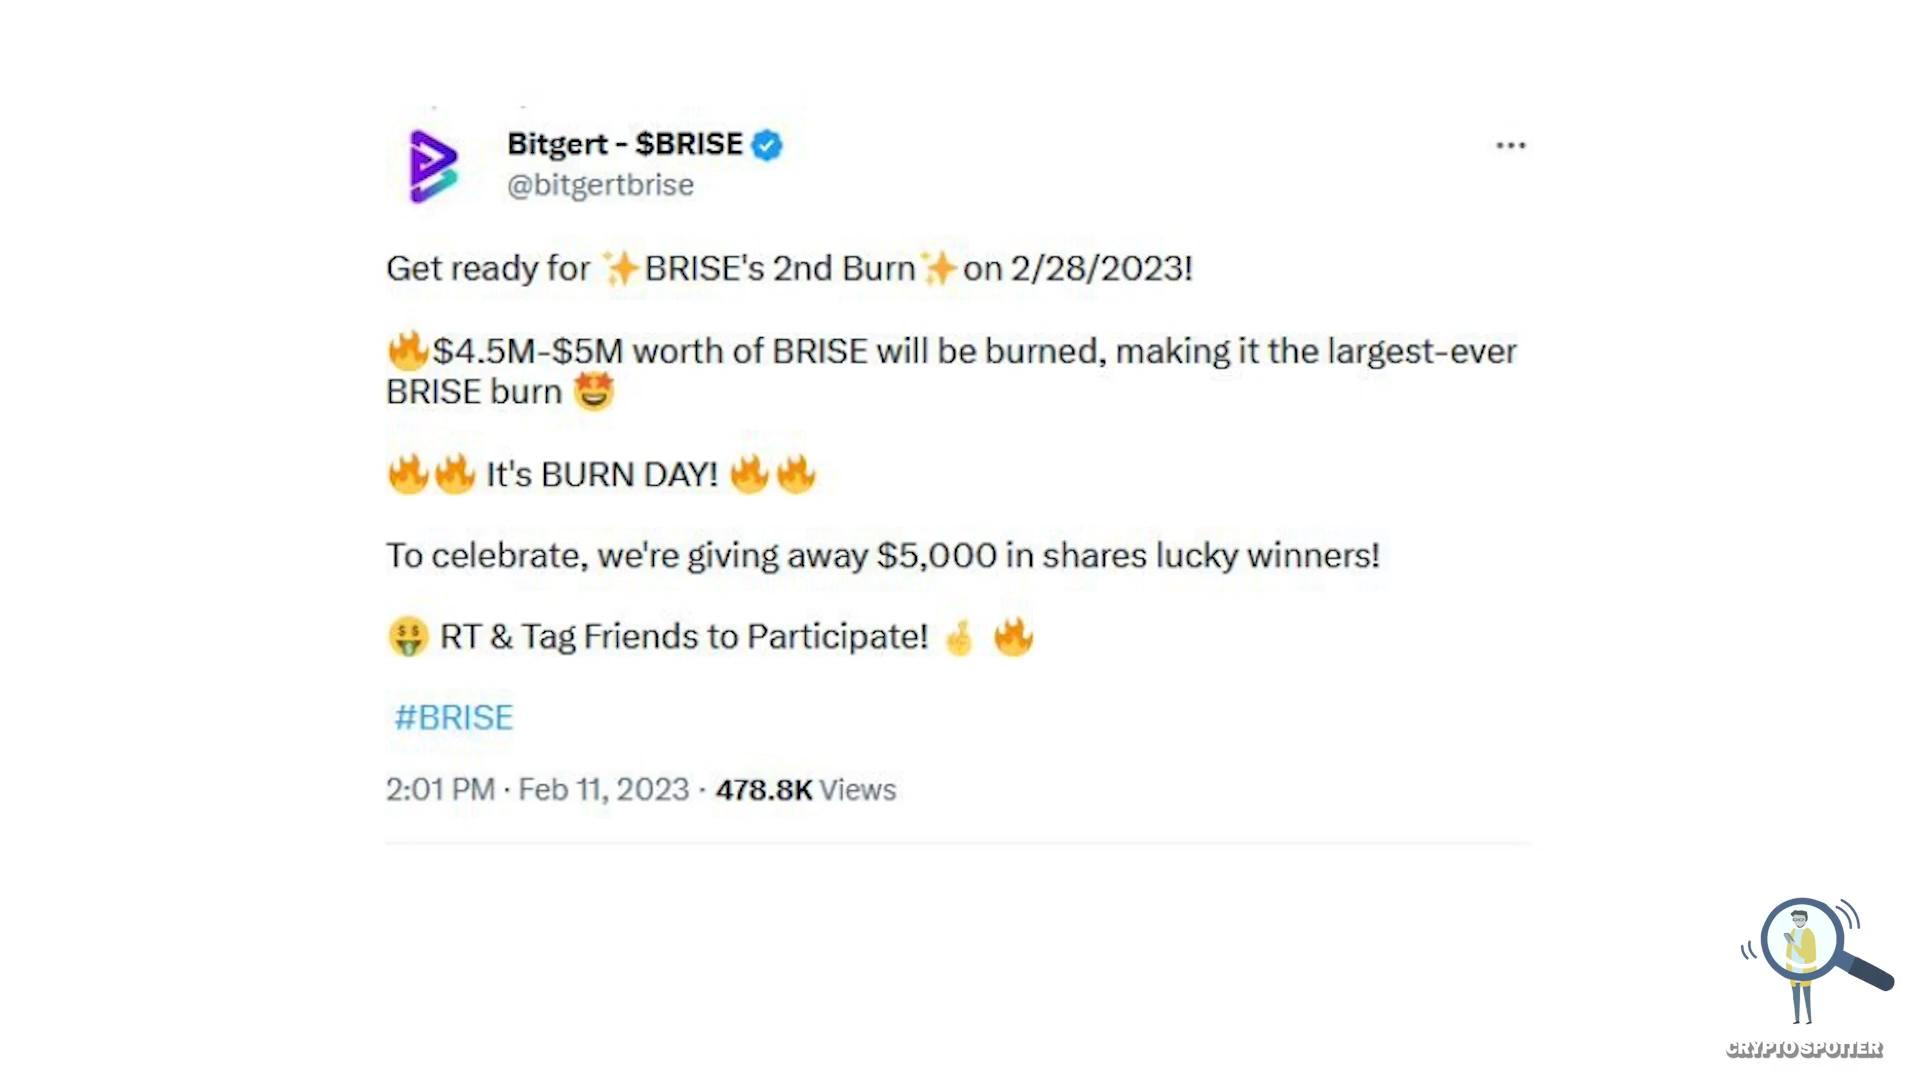 Bitgert - $BRISE
@bitgertbrise
Get ready for ✨BRISE's 2nd Burn✨on 2/28/2023!
🔥$4.5M-$5M worth of BRISE will be burned, making it the largest-ever
BRISE burn 🤩
🔥🔥 It's BURN DAY! 🔥🔥
To celebrate, we're giving away $5,000 in shares lucky winners!
🤑 RT & Tag Friends to Participate! 🤞 🔥
#BRISE
2:01 PM · Feb 11, 2023 · 478.8K Views
CRYPTO SPOTTER